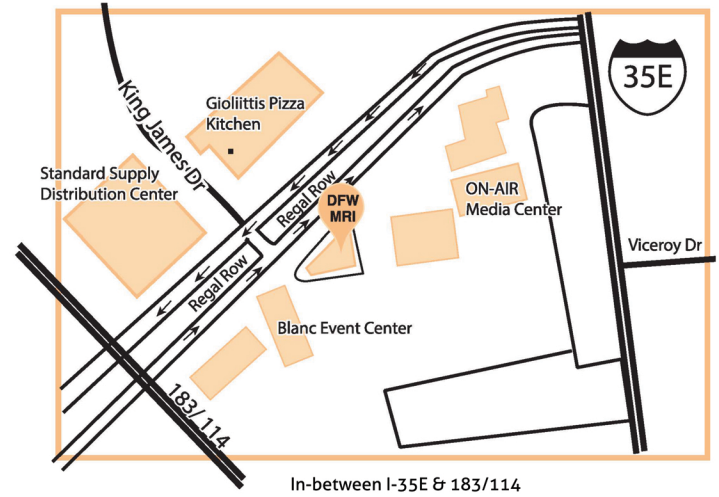 35E
King James Dr
Gioliittis Pizza
Kitchen
Standard Supply
Distribution Center
Regal Row
DFW
MRI
ON-AIR
Media Center
Viceroy Dr
Regal Row
Blanc Event Center
183/114
In-between I-35E & 183/114